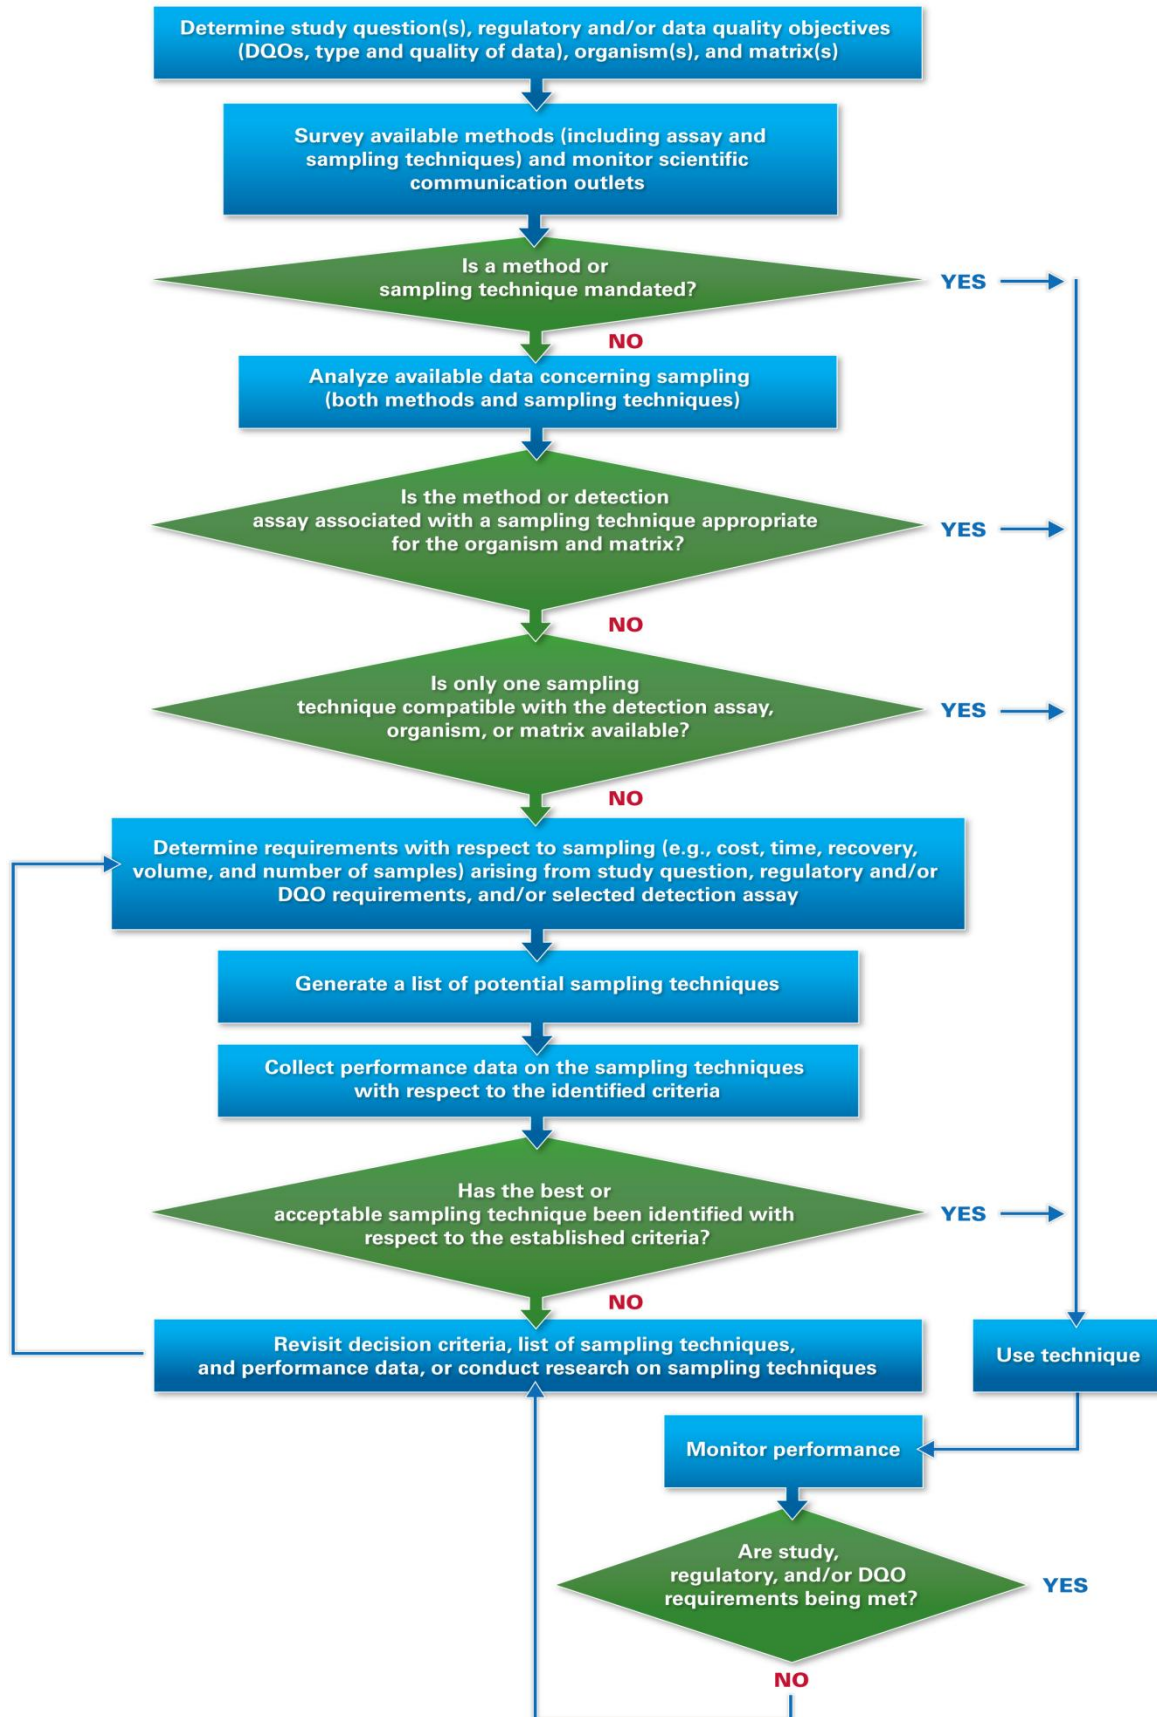 Determine study question(s), regulatory and/or data quality objectives
(DQOs, type and quality of data), organism(s), and matrix(s)
Survey available methods (including assay and
sampling techniques) and monitor scientific
communication outlets
Is a method or
sampling technique mandated?
YES
NO
Analyze available data concerning sampling
(both methods and sampling techniques)
Is the method or detection
assay associated with a sampling technique appropriate
for the organism and matrix?
YES
NO
Is only one sampling
technique compatible with the detection assay,
organism, or matrix available?
YES
NO
Determine requirements with respect to sampling (e.g., cost, time, recovery,
volume, and number of samples) arising from study question, regulatory and/or
DQO requirements, and/or selected detection assay
Generate a list of potential sampling techniques
Collect performance data on the sampling techniques
with respect to the identified criteria
Has the best or
acceptable sampling technique been identified with
respect to the established criteria?
YES
NO
Revisit decision criteria, list of sampling techniques,
and performance data, or conduct research on sampling techniques
Use technique
Monitor performance
Are study,
regulatory, and/or DQO
requirements being met?
YES
NO